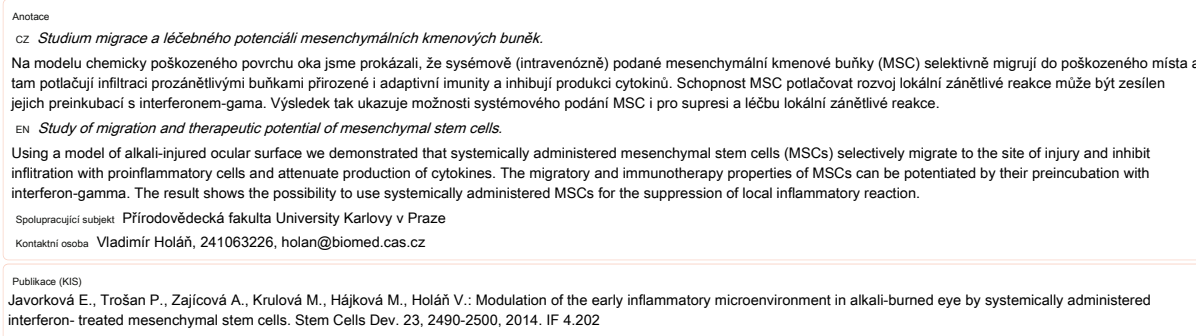 Anotace
CZ Studium migrace a léčebného potenciáli mesenchymálních kmenových buněk.
Na modelu chemicky poškozeného povrchu oka jsme prokázali, že sysémově (intravenózně) podané mesenchymální kmenové buňky (MSC) selektivně migrují do poškozeného místa a
tam potlačují infiltraci prozánětlivými buňkami přirozené i adaptivní imunity a inhibují produkci cytokinů. Schopnost MSC potlačovat rozvoj lokální zánětlivé reakce může být zesílen
jejich preinkubací s interferonem-gama. Výsledek tak ukazuje možnosti systémového podání MSC i pro supresi a léčbu lokální zánětlivé reakce.
EN Study of migration and therapeutic potential of mesenchymal stem cells.
Using a model of alkali-injured ocular surface we demonstrated that systemically administered mesenchymal stem cells (MSCs) selectively migrate to the site of injury and inhibit
inflitration with proinflammatory cells and attenuate production of cytokines. The migratory and immunotherapy properties of MSCs can be potentiated by their preincubation with
interferon-gamma. The result shows the possibility to use systemically administered MSCs for the suppression of local inflammatory reaction.
Spolupracující subjekt Přírodovědecká fakulta University Karlovy v Praze
Kontaktní osoba Vladimír Holáň, 241063226, holan@biomed.cas.cz
Publikace (KIS)
Javorková E., Trošan P., Zajícová A., Krulová M., Hájková M., Holáň V.: Modulation of the early inflammatory microenvironment in alkali-burned eye by systemically administered
interferon- treated mesenchymal stem cells. Stem Cells Dev. 23, 2490-2500, 2014. IF 4.202